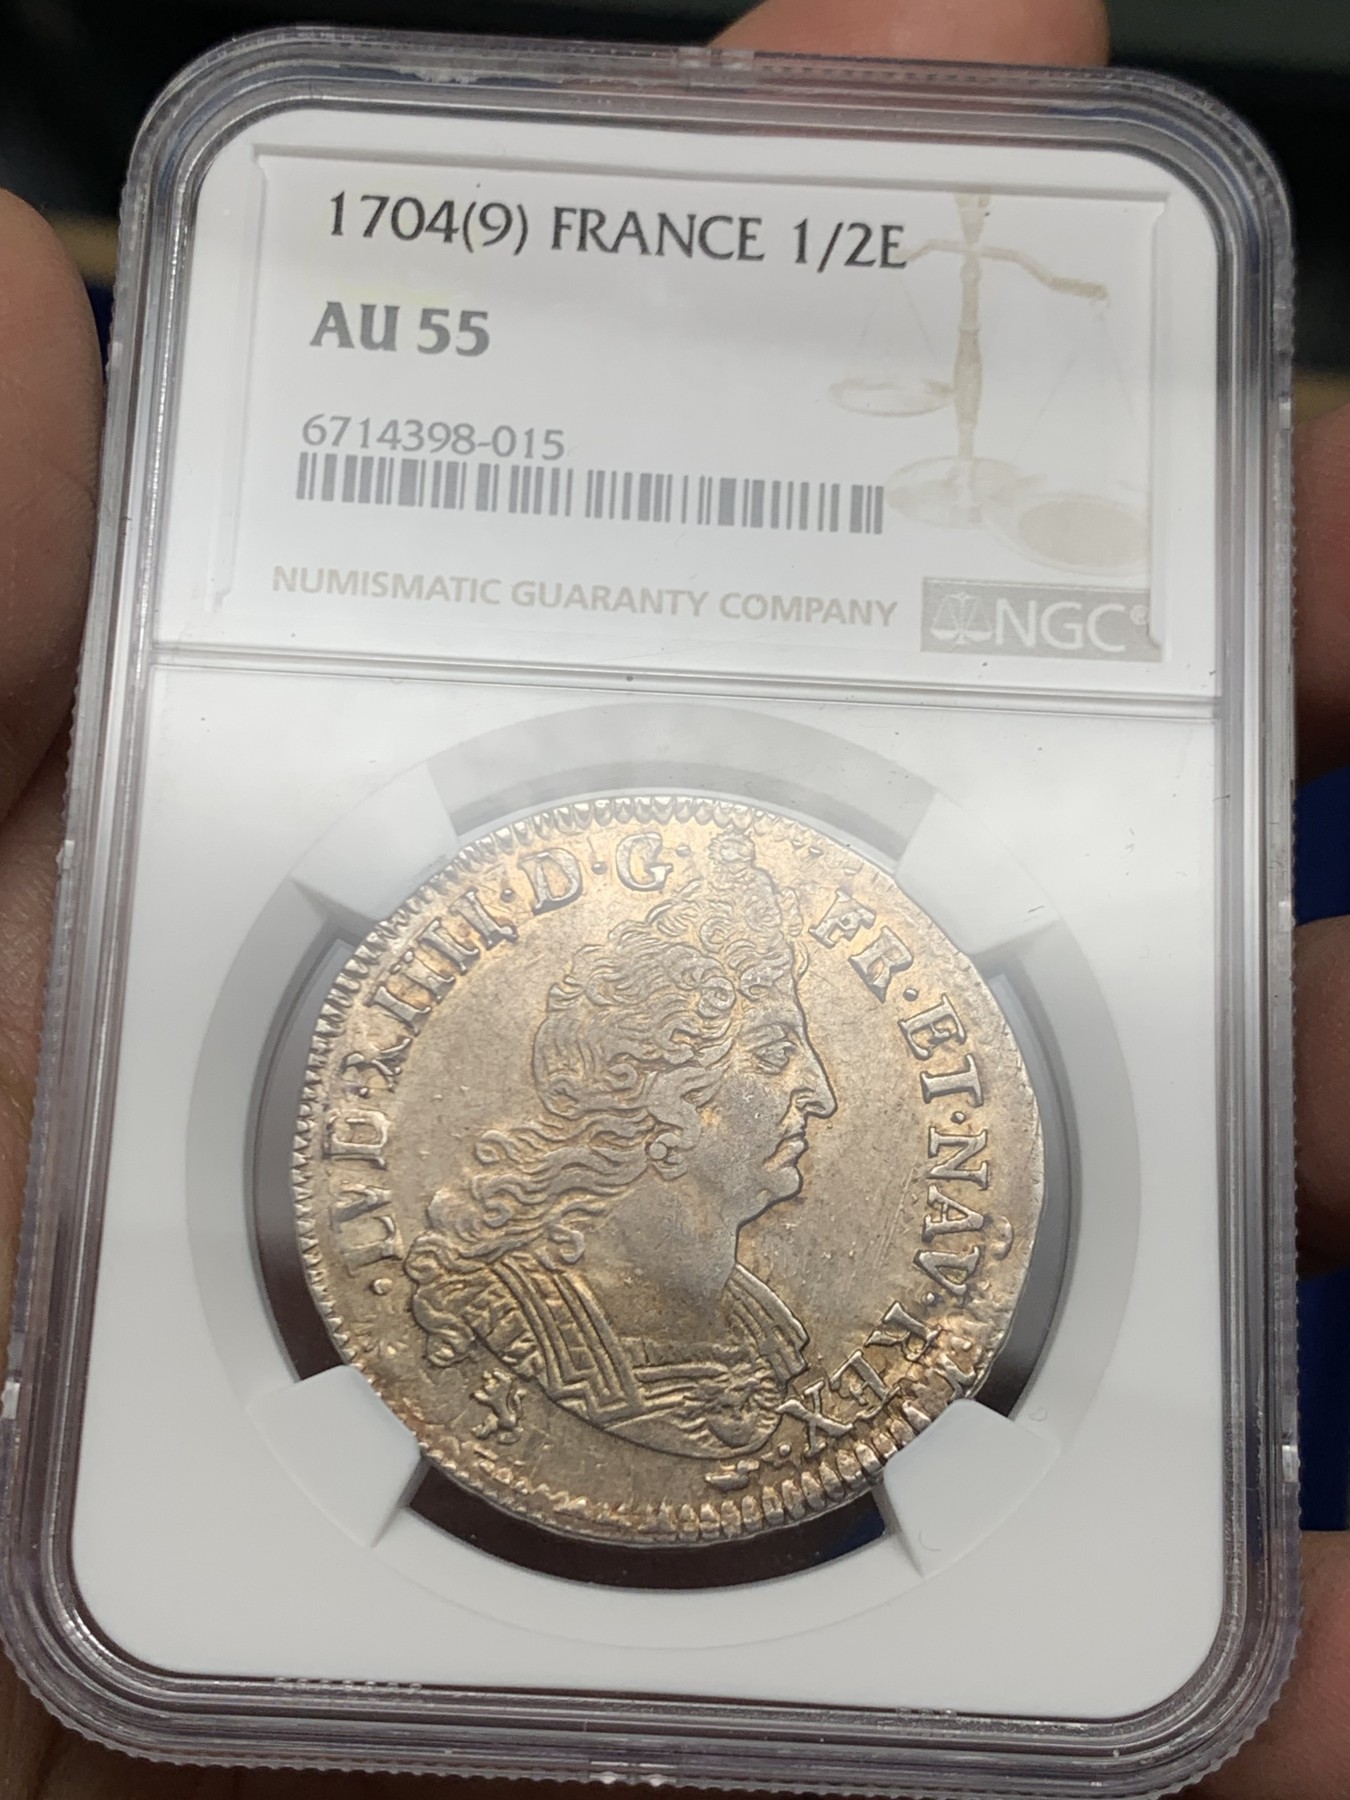 1704(9) FRANCE 1/2E
AU 55
6714398-015
NUMISMATIC GUARANTY COMPANY
NGC®
·LVD·XIIII·D·G·
FR·ET·NAV·REX·